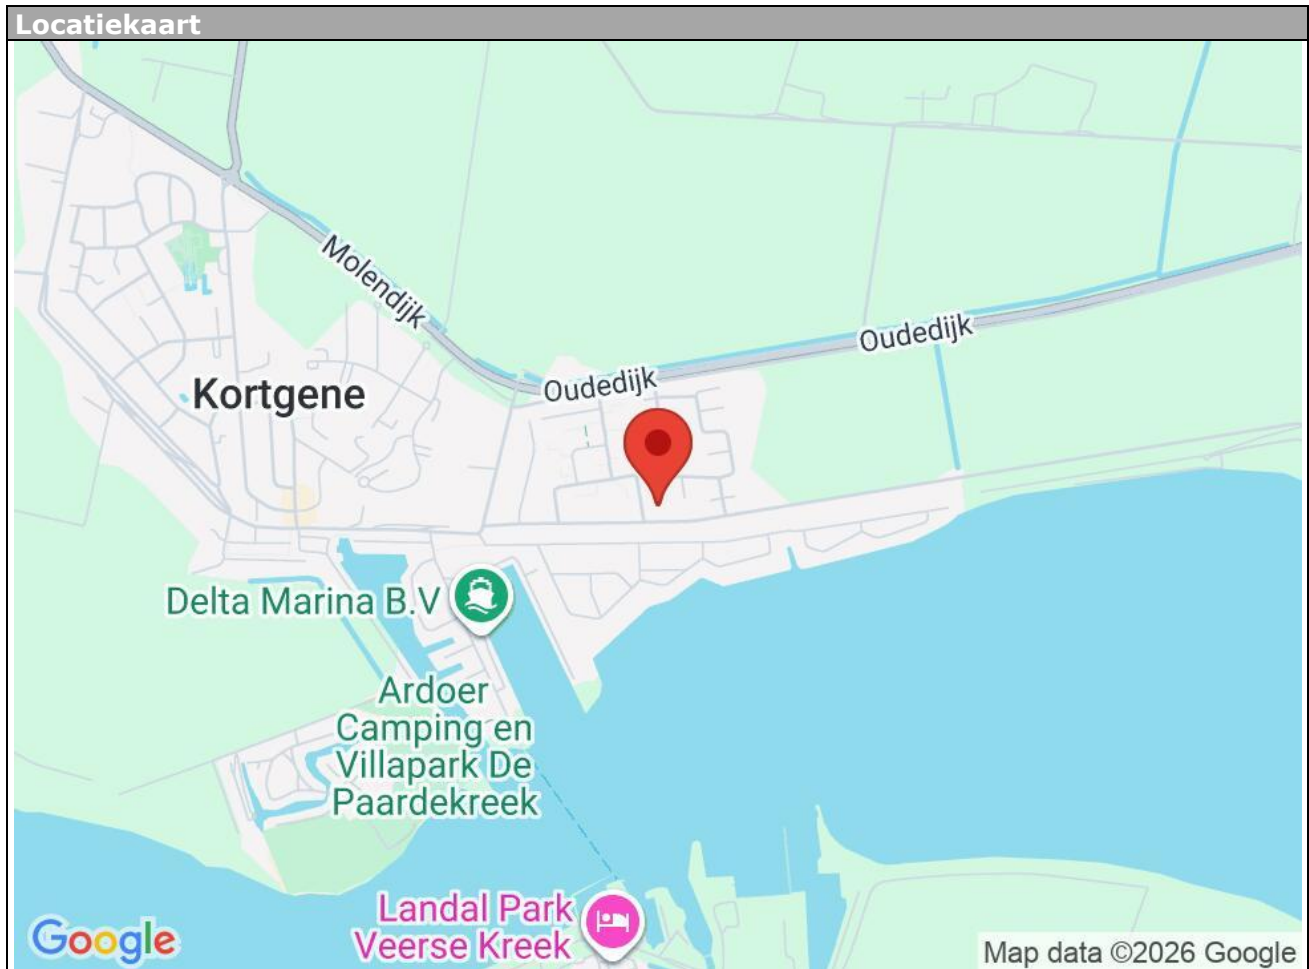 Locatiekaart
Molendijk
Oudedijk
Oudedijk
Kortgene
Delta Marina B.V
Ardoer
Camping en
Villapark De
Paardekreek
Landal Park
Veerse Kreek
Google
Map data ©2026 Google